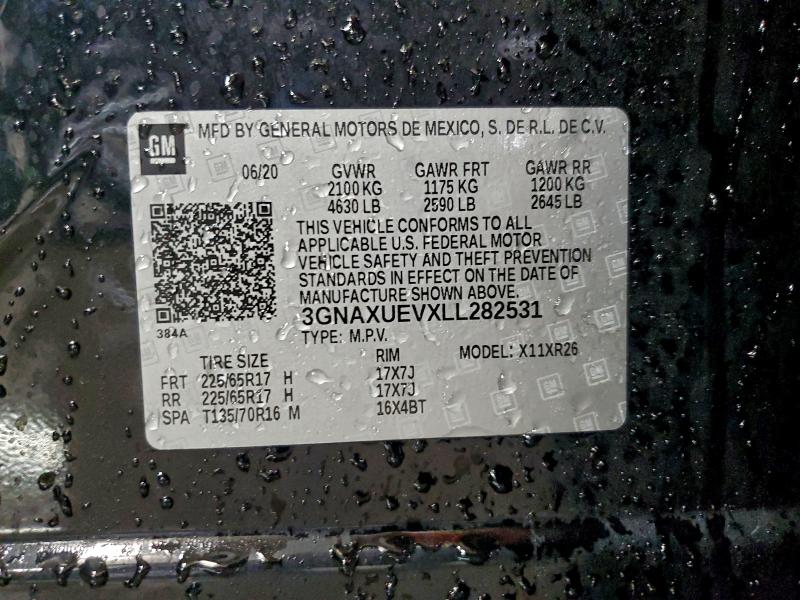 GM
MFD BY GENERAL MOTORS DE MEXICO, S. DE R.L. DE C.V.
06/20 GVWR GAWR FRT GAWR RR
2100 KG 1175 KG 1200 KG
4630 LB 2590 LB 2645 LB
THIS VEHICLE CONFORMS TO ALL
APPLICABLE U.S. FEDERAL MOTOR
VEHICLE SAFETY AND THEFT PREVENTION
STANDARDS IN EFFECT ON THE DATE OF
MANUFACTURE SHOWN ABOVE.
3GNAXUEVXLL282531
384A
TYPE: M.P.V.
TIRE SIZE RIM MODEL: X11XR26
FRT 225/65R17 H 17X7J
RR 225/65R17 H 17X7J
SPA T135/70R16 M 16X4BT